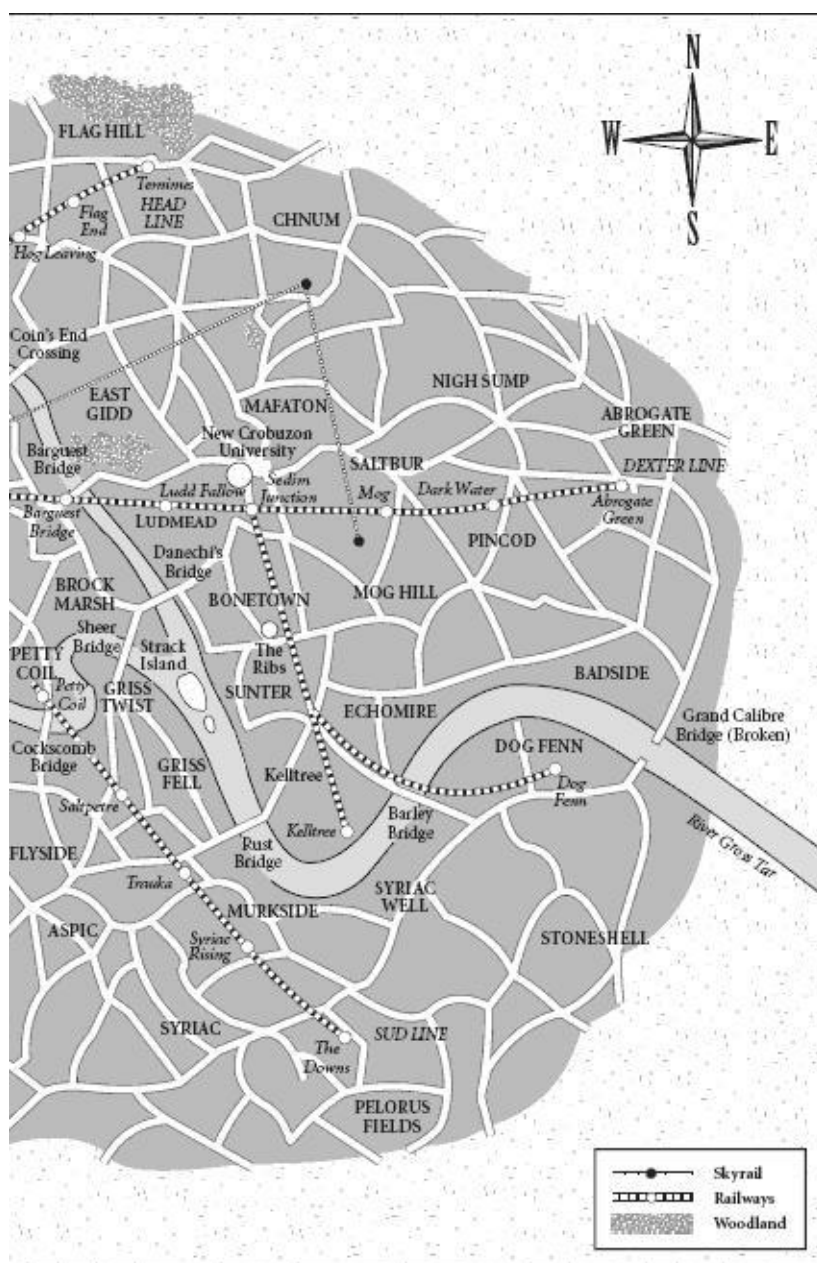 N
W
E
S
FLAG HILL
Termines
HEAD
LINE
Flag
End
Hog Leaving
CHNUM
Coin's End
Crossing
EAST
GIDD
MAFATON
NIGH SUMP
ABROGATE
GREEN
New Crobuzon
University
Barguest
Bridge
SALTBUR
DEXTER LINE
Ludd Fallow
Sedim
Junction
Mog
Dark Water
Abrogate
Green
Barguest
Bridge
LUDMEAD
PINCOD
Danechi's
Bridge
BROCK
MARSH
BONETOWN
MOG HILL
Sheer
Bridge
Strack
Island
The
Ribs
PETTY
COIL
Petty
Coil
GRISS
TWIST
SUNTER
ECHOMIRE
BADSIDE
Grand Calibre
Bridge (Broken)
Cockscomb
Bridge
GRISS
FELL
Kelltree
DOG FENN
Dog
Fenn
Saltpetre
Kelltree
Barley
Bridge
River Gross Tar
FLYSIDE
Rust
Bridge
Trauka
SYRIAC
WELL
MURKSIDE
ASPIC
Syriac
Rising
STONESHELL
SYRIAC
The
Downs
SUD LINE
PELORUS
FIELDS
Skyrail
Railways
Woodland